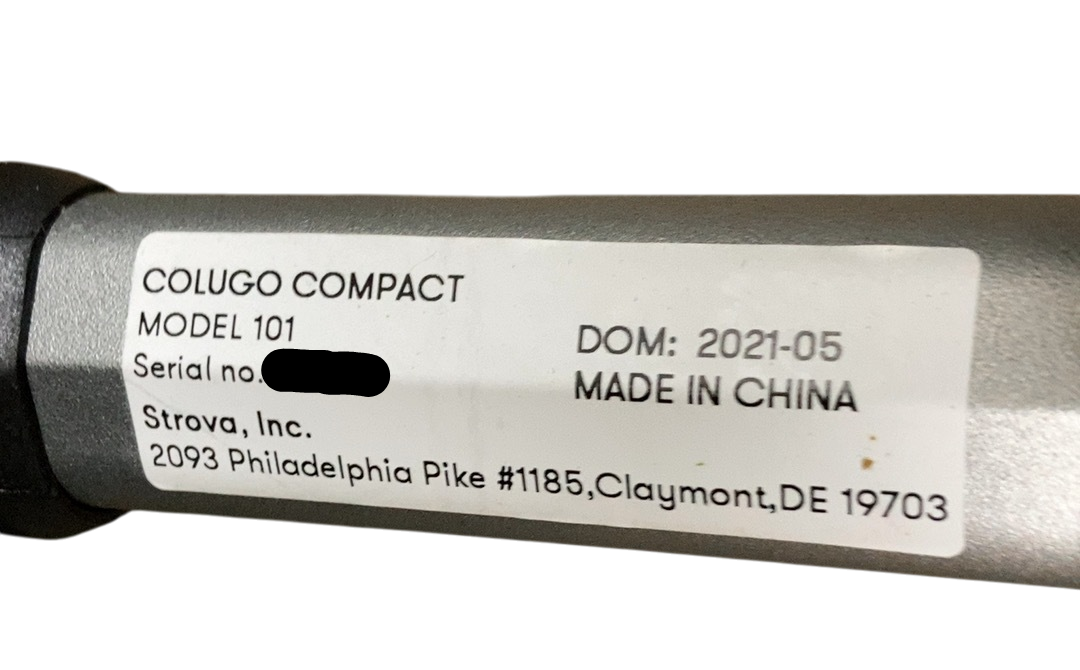 COLUGO COMPACT
MODEL 101
Serial no.
Strova, Inc.
2093 Philadelphia Pike #1185,Claymont,DE 19703
DOM: 2021-05
MADE IN CHINA